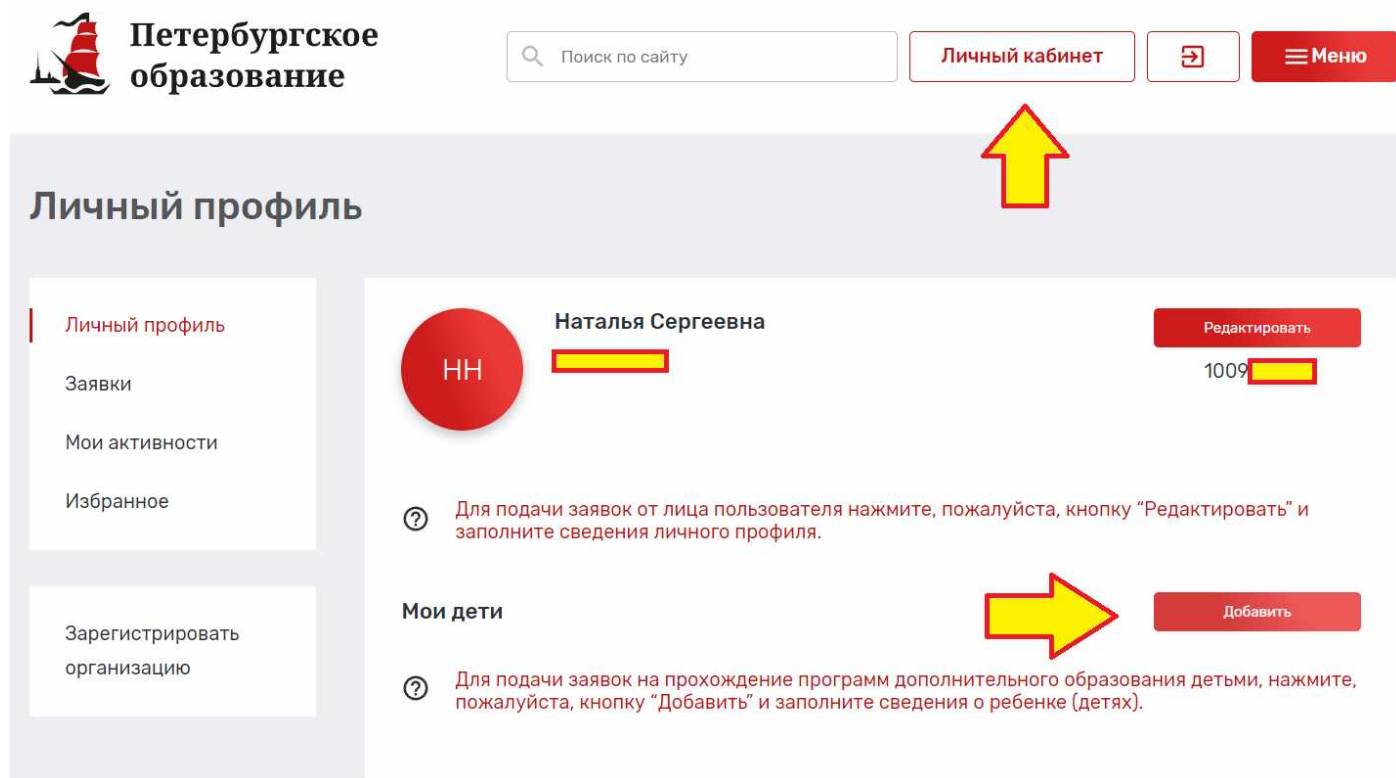 Петербургское
образование
Поиск по сайту
Личный кабинет
Меню
Личный профиль
Личный профиль
Заявки
Мои активности
Избранное
Зарегистрировать
организацию
НН
Наталья Сергеевна
Редактировать
1009
Для подачи заявок от лица пользователя нажмите, пожалуйста, кнопку “Редактировать” и
заполните сведения личного профиля.
Мои дети
Добавить
Для подачи заявок на прохождение программ дополнительного образования детьми, нажмите,
пожалуйста, кнопку “Добавить” и заполните сведения о ребенке (детях).